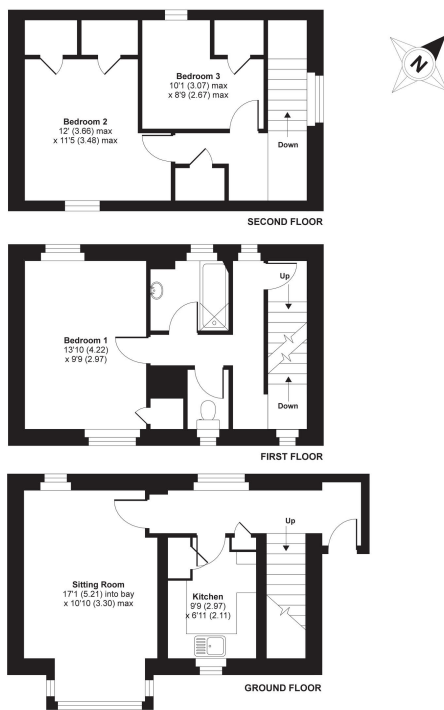 Bedroom 3
10'1 (3.07) max
x 8'9 (2.67) max
N
Bedroom 2
12' (3.66) max
x 11'5 (3.48) max
Down
SECOND FLOOR
Up
Bedroom 1
13'10 (4.22)
x 9'9 (2.97)
Down
FIRST FLOOR
Up
Sitting Room
17'1 (5.21) into bay
x 10'10 (3.30) max
Kitchen
9'9 (2.97)
x 6'11 (2.11)
GROUND FLOOR